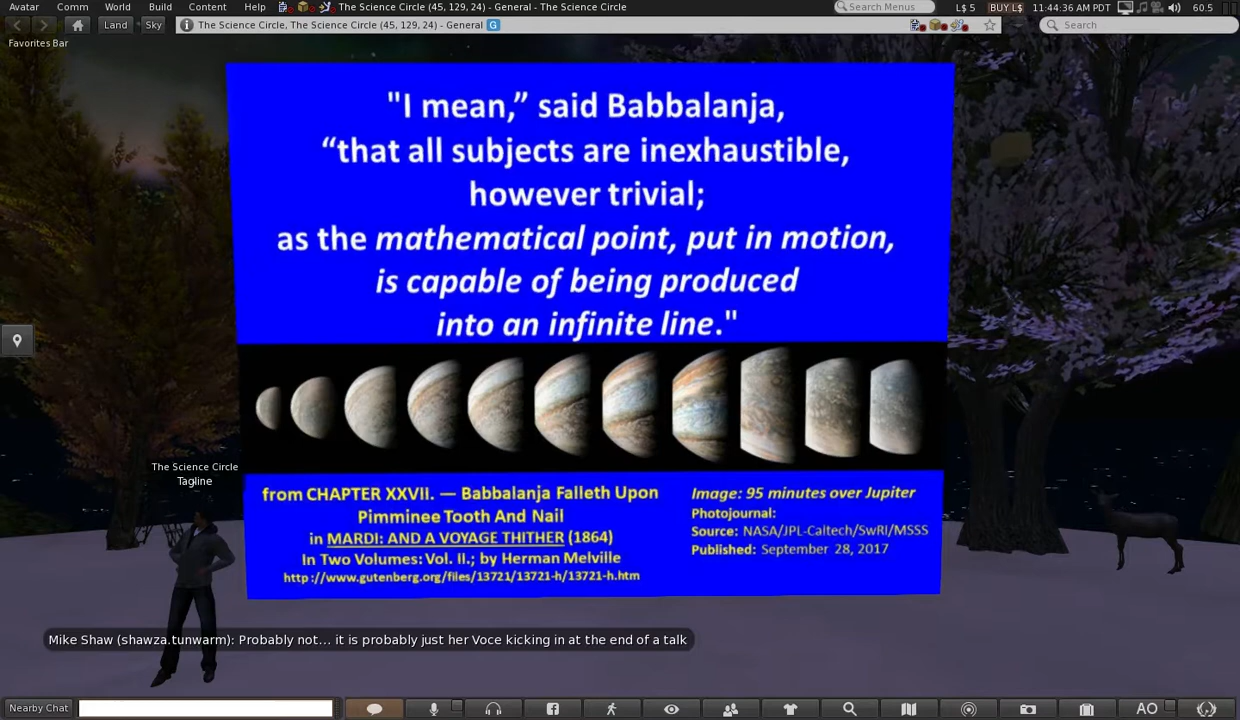 Avatar Comm World Build Content Help The Science Circle, The Science Circle (45, 129, 24) - General - The Science Circle Search Menus L$ 5 BUY L$ 11:44:36 AM PDT 60.5
Land Sky The Science Circle, The Science Circle (45, 129, 24) - General G Search
Favorites Bar
"I mean,” said Babbalanja,
“that all subjects are inexhaustible,
however trivial;
as the mathematical point, put in motion,
is capable of being produced
into an infinite line."
The Science Circle
Tagline
from CHAPTER XXVII. — Babbalanja Falleth Upon
Pimminee Tooth And Nail
in MARDI: AND A VOYAGE THITHER (1864)
In Two Volumes: Vol. II.; by Herman Melville
http://www.gutenberg.org/files/13721/13721-h/13721-h.htm
Image: 95 minutes over Jupiter
Photojournal:
Source: NASA/JPL-Caltech/SwRI/MSSS
Published: September 28, 2017
Mike Shaw (shawza.tunwarm): Probably not... it is probably just her Voce kicking in at the end of a talk
Nearby Chat AO